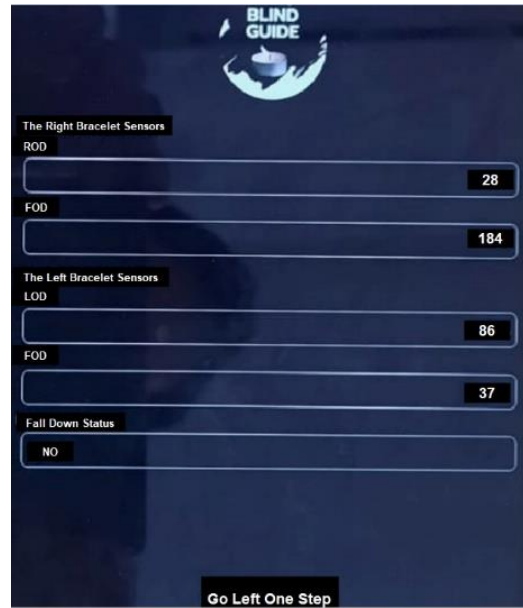 BLIND
GUIDE
The Right Bracelet Sensors
ROD
28
FOD
184
The Left Bracelet Sensors
LOD
86
FOD
37
Fall Down Status
NO
Go Left One Step